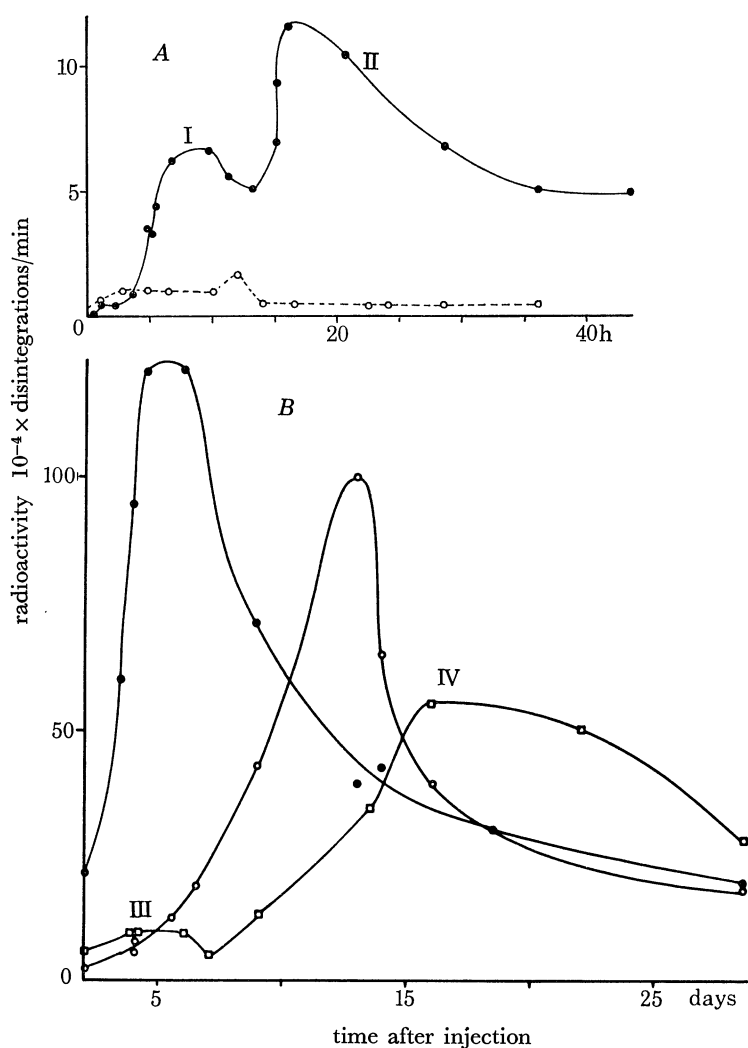 A
10
I
II
5
0
20
40 h
radioactivity 10⁻⁴ × disintegrations/min
B
100
50
IV
III
0
5
15
25 days
time after injection